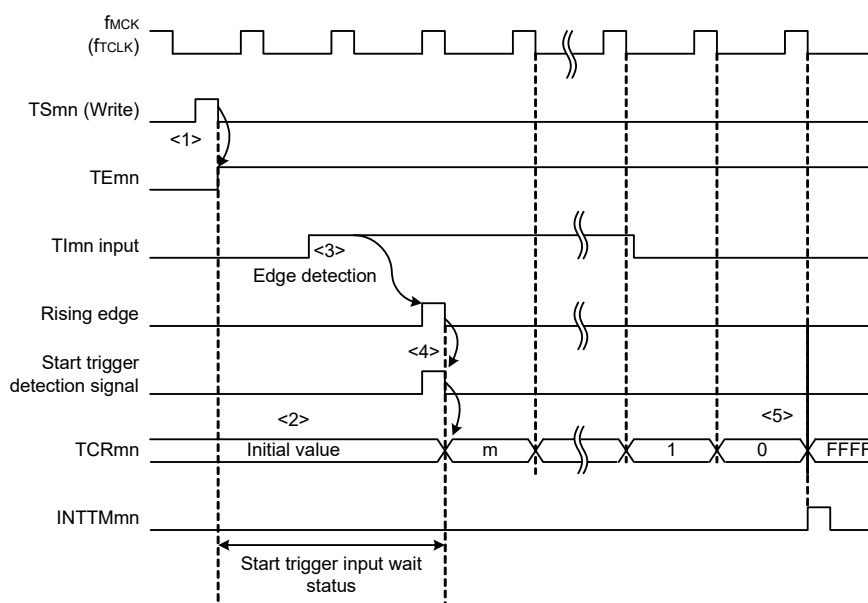 fMCK
(fTCLK)
TSmn (Write)
<1>
TEmn
TImn input
<3>
Edge detection
Rising edge
<4>
Start trigger
detection signal
<2>
<5>
TCRmn
Initial value
m
1
0
FFFF
INTTMmn
Start trigger input wait
status